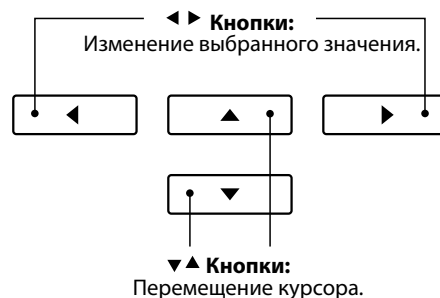 ◀ ▶ Кнопки:
Изменение выбранного значения.
◀
▲
▶
▼
▼▲ Кнопки:
Перемещение курсора.